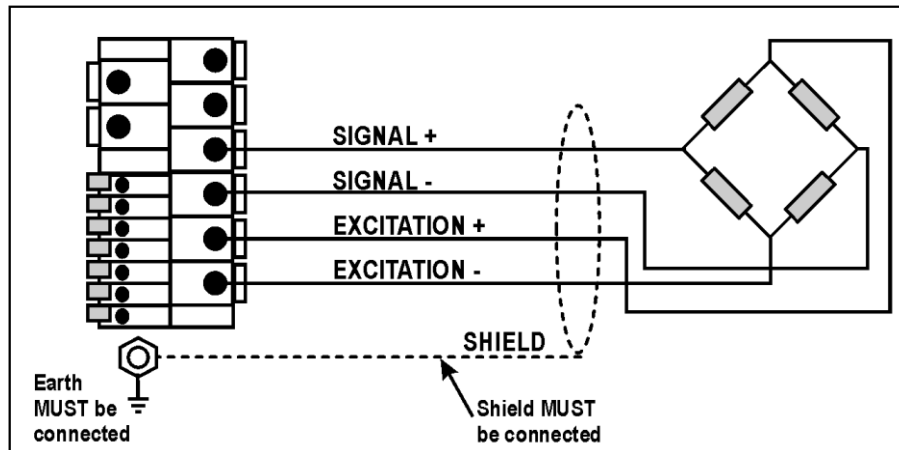 SIGNAL +
SIGNAL -
EXCITATION +
EXCITATION -
SHIELD
Earth
MUST be
connected
Shield MUST
be connected